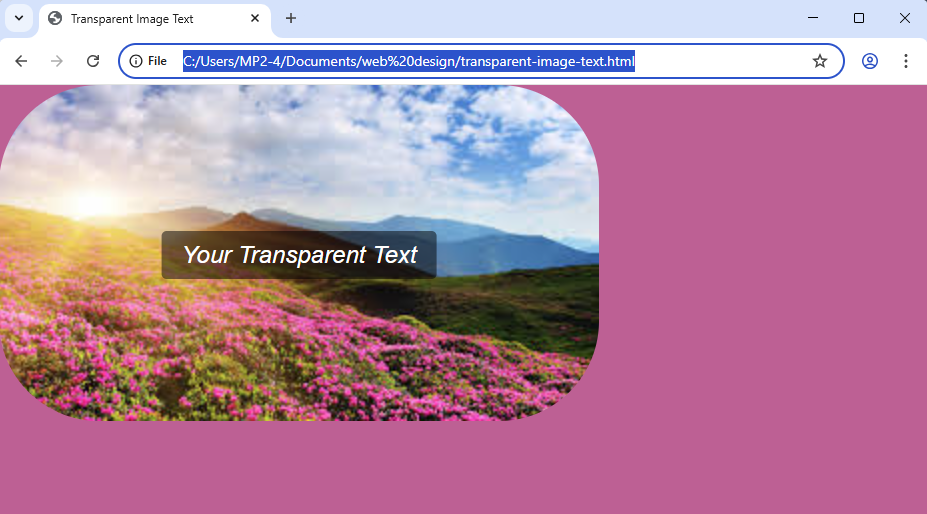 Transparent Image Text
File C:/Users/MP2-4/Documents/web%20design/transparent-image-text.html
Your Transparent Text